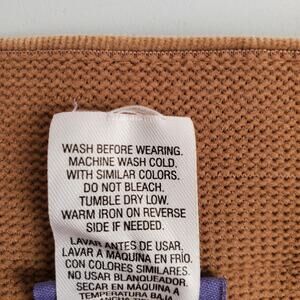 WASH BEFORE WEARING.
MACHINE WASH COLD.
WITH SIMILAR COLORS.
DO NOT BLEACH.
TUMBLE DRY LOW.
WARM IRON ON REVERSE
SIDE IF NEEDED.
LAVAR ANTES DE USAR.
LAVAR A MÁQUINA EN FRÍO.
CON COLORES SIMILARES.
NO USAR BLANQUEADOR.
SECAR EN MÁQUINA A
TEMPERATURA BAJA